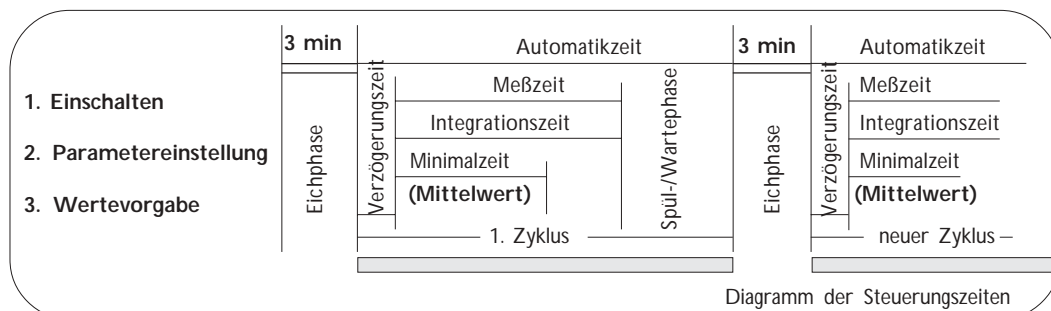 3 min Automatikzeit 3 min Automatikzeit
1. Einschalten
2. Parametereinstellung
3. Wertevorgabe
Eichphase
Verzögerungszeit
Meßzeit
Integrationszeit
Minimalzeit
(Mittelwert)
Spül-/Wartephase
1. Zyklus
Eichphase
Verzögerungszeit
Meßzeit
Integrationszeit
Minimalzeit
(Mittelwert)
neuer Zyklus
Diagramm der Steuerungszeiten